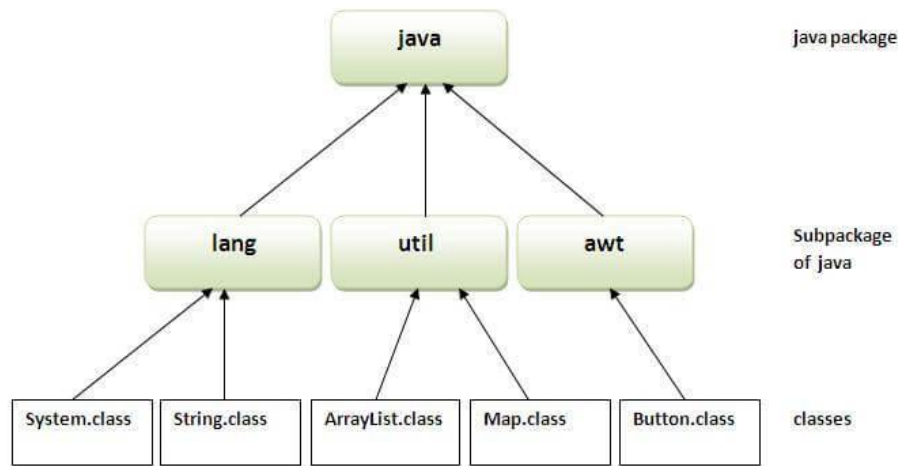 java
java package
lang
util
awt
Subpackage
of java
System.class
String.class
ArrayList.class
Map.class
Button.class
classes